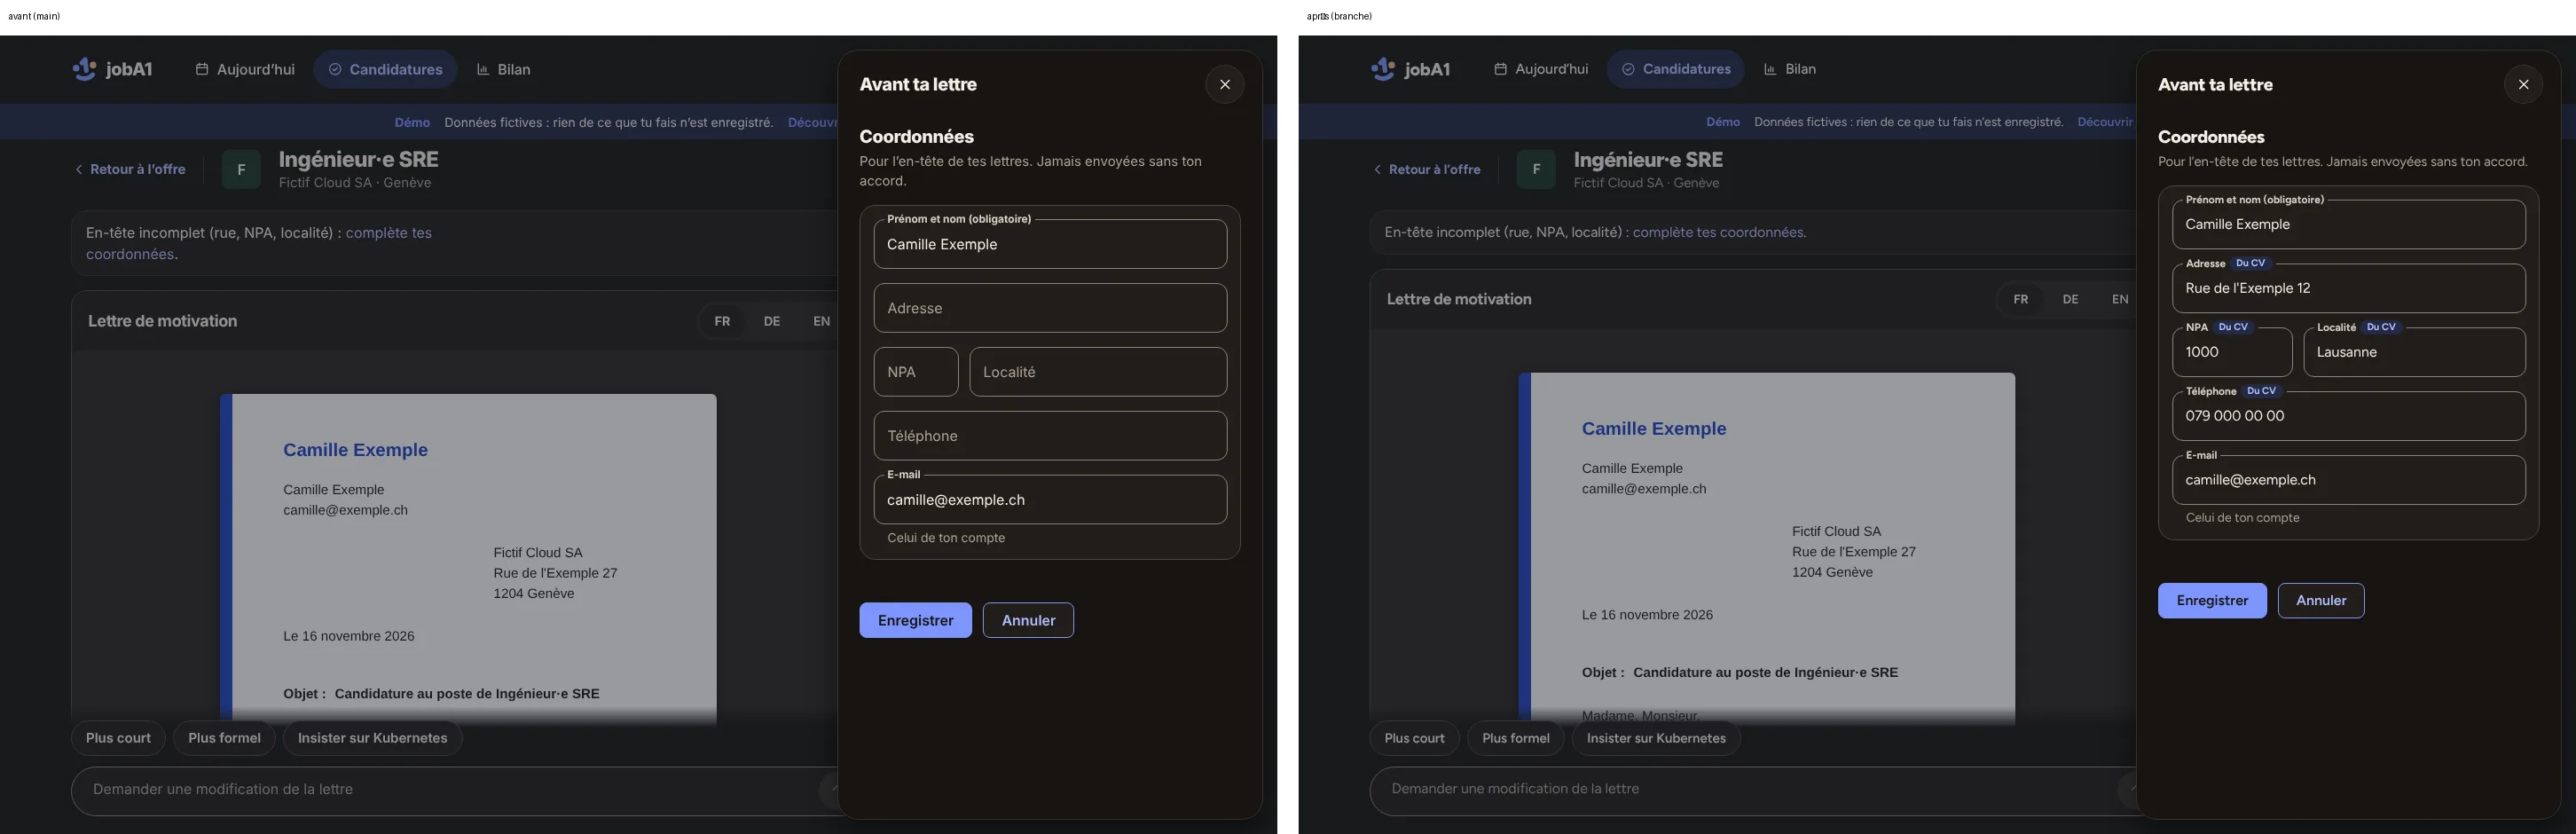 avant (main)
jobA1
Aujourd'hui
Candidatures
Bilan
Démo Données fictives : rien de ce que tu fais n'est enregistré. Découvr
Retour à l'offre
F
Ingénieur·e SRE
Fictif Cloud SA · Genève
En-tête incomplet (rue, NPA, localité) : complète tes
coordonnées.
Lettre de motivation
FR DE EN
Camille Exemple
Camille Exemple
camille@exemple.ch
Fictif Cloud SA
Rue de l'Exemple 27
1204 Genève
Le 16 novembre 2026
Objet : Candidature au poste de Ingénieur·e SRE
Plus court
Plus formel
Insister sur Kubernetes
Demander une modification de la lettre
Avant ta lettre
Coordonnées
Pour l'en-tête de tes lettres. Jamais envoyées sans ton
accord.
Prénom et nom (obligatoire)
Camille Exemple
Adresse
NPA
Localité
Téléphone
E-mail
camille@exemple.ch
Celui de ton compte
Enregistrer
Annuler
(branche)
jobA1
Aujourd'hui
Candidatures
Bilan
Démo Données fictives : rien de ce que tu fais n'est enregistré. Découvrir
Retour à l'offre
F
Ingénieur·e SRE
Fictif Cloud SA · Genève
En-tête incomplet (rue, NPA, localité) : complète tes coordonnées.
Lettre de motivation
FR DE EN
Camille Exemple
Camille Exemple
camille@exemple.ch
Fictif Cloud SA
Rue de l'Exemple 27
1204 Genève
Le 16 novembre 2026
Objet : Candidature au poste de Ingénieur·e SRE
Madame, Monsieur,
Plus court
Plus formel
Insister sur Kubernetes
Demander une modification de la lettre
Avant ta lettre
Coordonnées
Pour l'en-tête de tes lettres. Jamais envoyées sans ton accord.
Prénom et nom (obligatoire)
Camille Exemple
Adresse Du CV
Rue de l'Exemple 12
NPA Du CV
1000
Localité Du CV
Lausanne
Téléphone Du CV
079 000 00 00
E-mail
camille@exemple.ch
Celui de ton compte
Enregistrer
Annuler